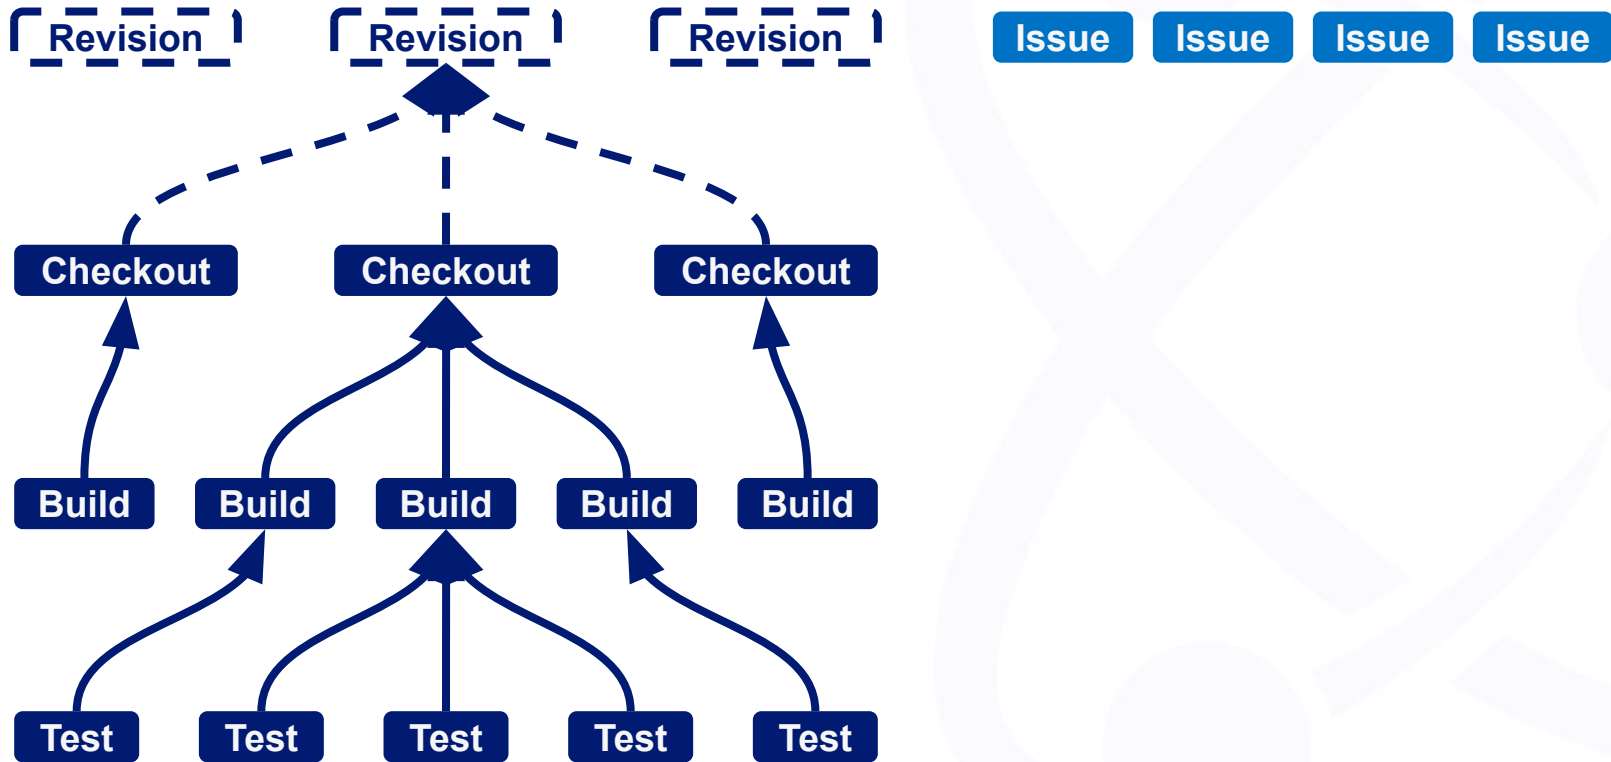 Revision Revision Revision Issue Issue Issue Issue
Checkout Checkout Checkout
Build Build Build Build Build
Test Test Test Test Test